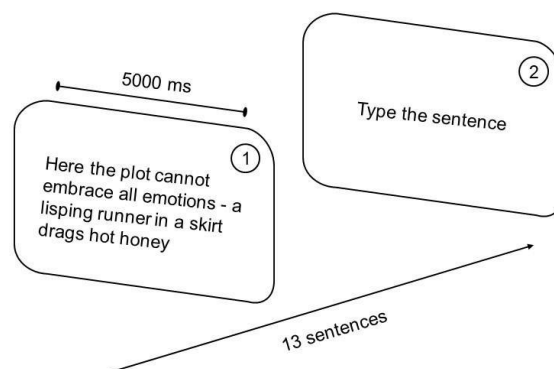 5000 ms
1
Here the plot cannot
embrace all emotions - a
lisping runner in a skirt
drags hot honey
2
Type the sentence
13 sentences